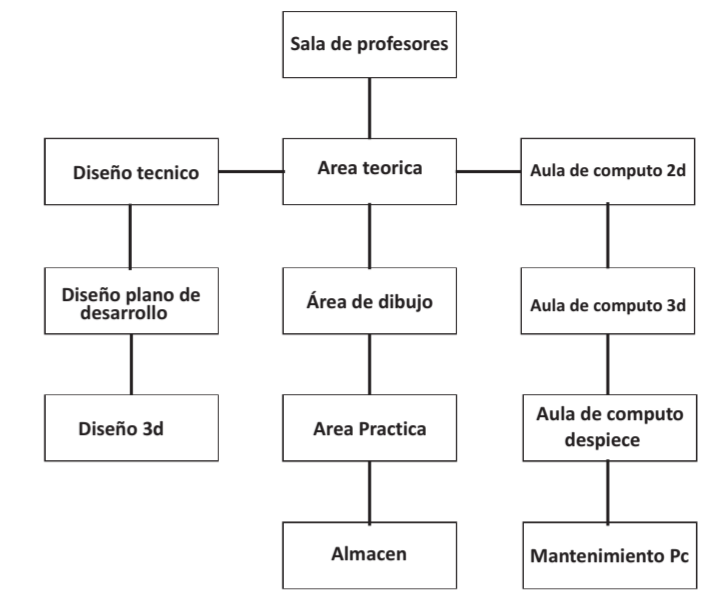 Sala de profesores
Diseño tecnico
Area teorica
Aula de computo 2d
Diseño plano de
desarrollo
Área de dibujo
Aula de computo 3d
Diseño 3d
Area Practica
Aula de computo
despiece
Almacen
Mantenimiento Pc